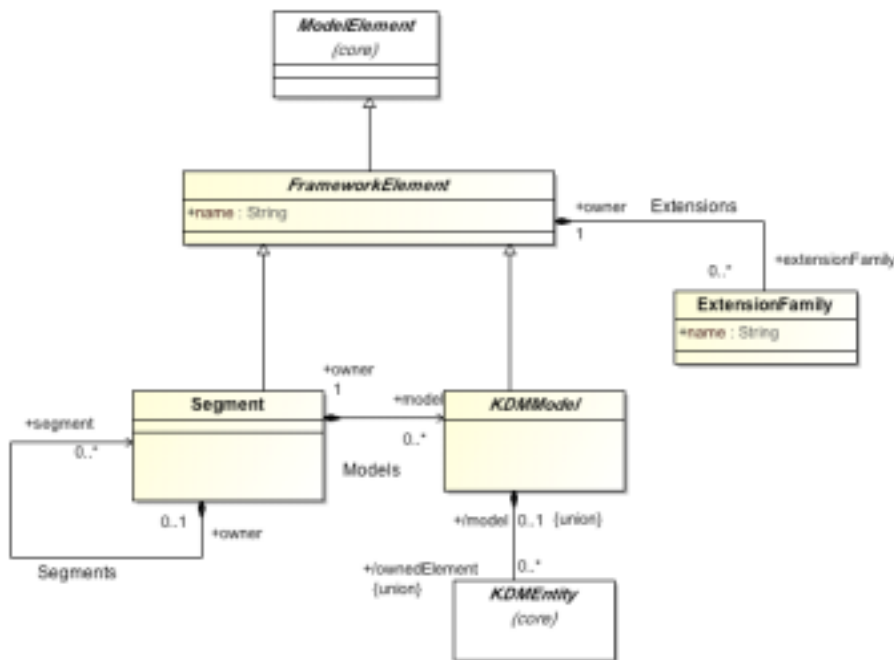 ModelElement
(core)
FrameworkElement
+name : String
+owner
Extensions
1
+extensionFamily
0..*
ExtensionFamily
+name : String
+owner
1
Segment
+model
KDMModel
+segment
0..*
0..*
Models
0..1
+owner
+/model
0..1
{union}
Segments
+/ownedElement
0..*
{union}
KDMEntity
(core)